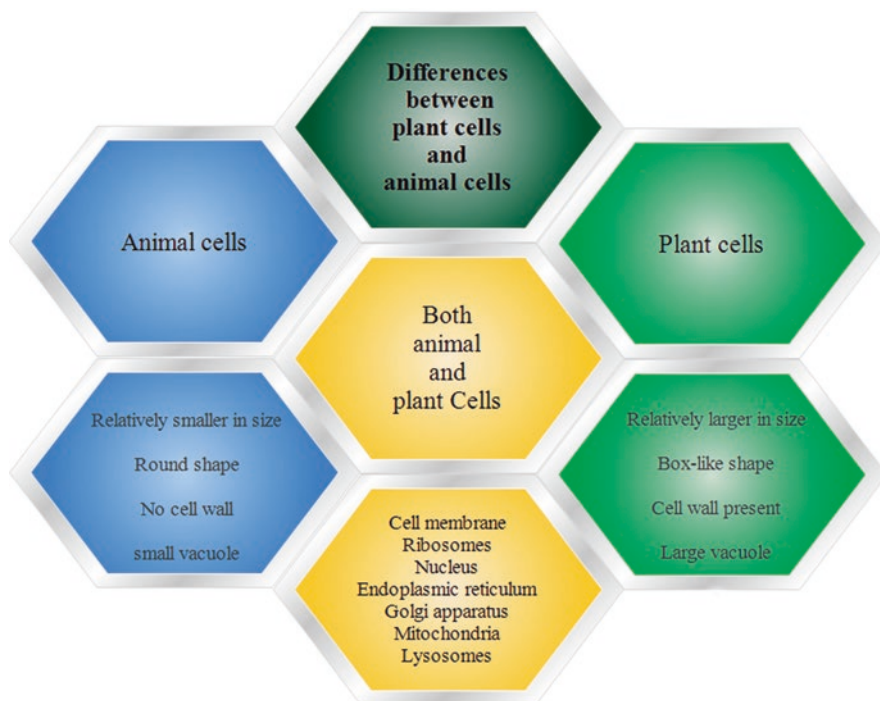 Differences
between
plant cells
and
animal cells
Animal cells
Plant cells
Both
animal
and
plant Cells
Relatively smaller in size
Round shape
No cell wall
small vacuole
Relatively larger in size
Box-like shape
Cell wall present
Large vacuole
Cell membrane
Ribosomes
Nucleus
Endoplasmic reticulum
Golgi apparatus
Mitochondria
Lysosomes